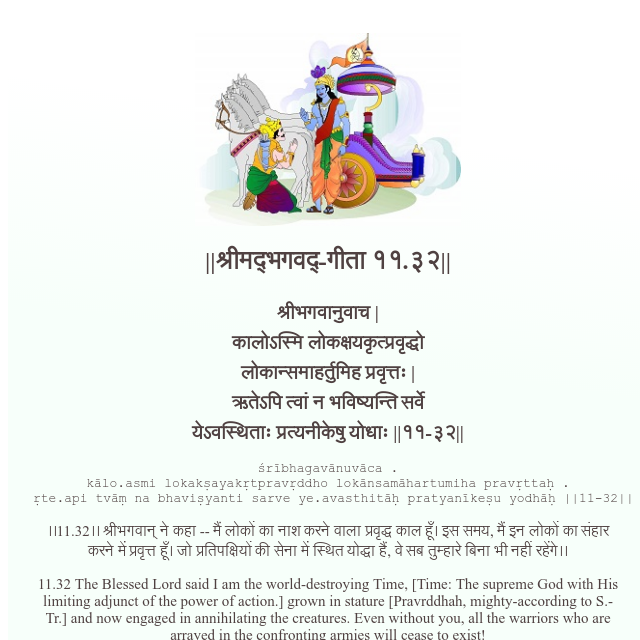 ||श्रीमद्‍भगवद्‍-गीता ११.३२||
श्रीभगवानुवाच |
कालोऽस्मि लोकक्षयकृत्प्रवृद्धो
लोकान्समाहर्तुमिह प्रवृत्तः |
ऋतेऽपि त्वां न भविष्यन्ति सर्वे
येऽवस्थिताः प्रत्यनीकेषु योधाः ||११-३२||
śrībhagavānuvāca .
kālo.asmi lokakṣayakṛtpravṛddho lokānsamāhartumiha pravṛttaḥ .
ṛte.api tvāṃ na bhaviṣyanti sarve ye.avasthitāḥ pratyanīkeṣu yodhāḥ ||11-32||
।।11.32।। श्रीभगवान् ने कहा -- मैं लोकों का नाश करने वाला प्रवृद्ध काल हूँ। इस समय, मैं इन लोकों का संहार
करने में प्रवृत्त हूँ। जो प्रतिपक्षियों की सेना में स्थित योद्धा हैं, वे सब तुम्हारे बिना भी नहीं रहेंगे।।
11.32 The Blessed Lord said I am the world-destroying Time, [Time: The supreme God with His
limiting adjunct of the power of action.] grown in stature [Pravrddhah, mighty-according to S.-
Tr.] and now engaged in annihilating the creatures. Even without you, all the warriors who are
arrayed in the confronting armies will cease to exist!